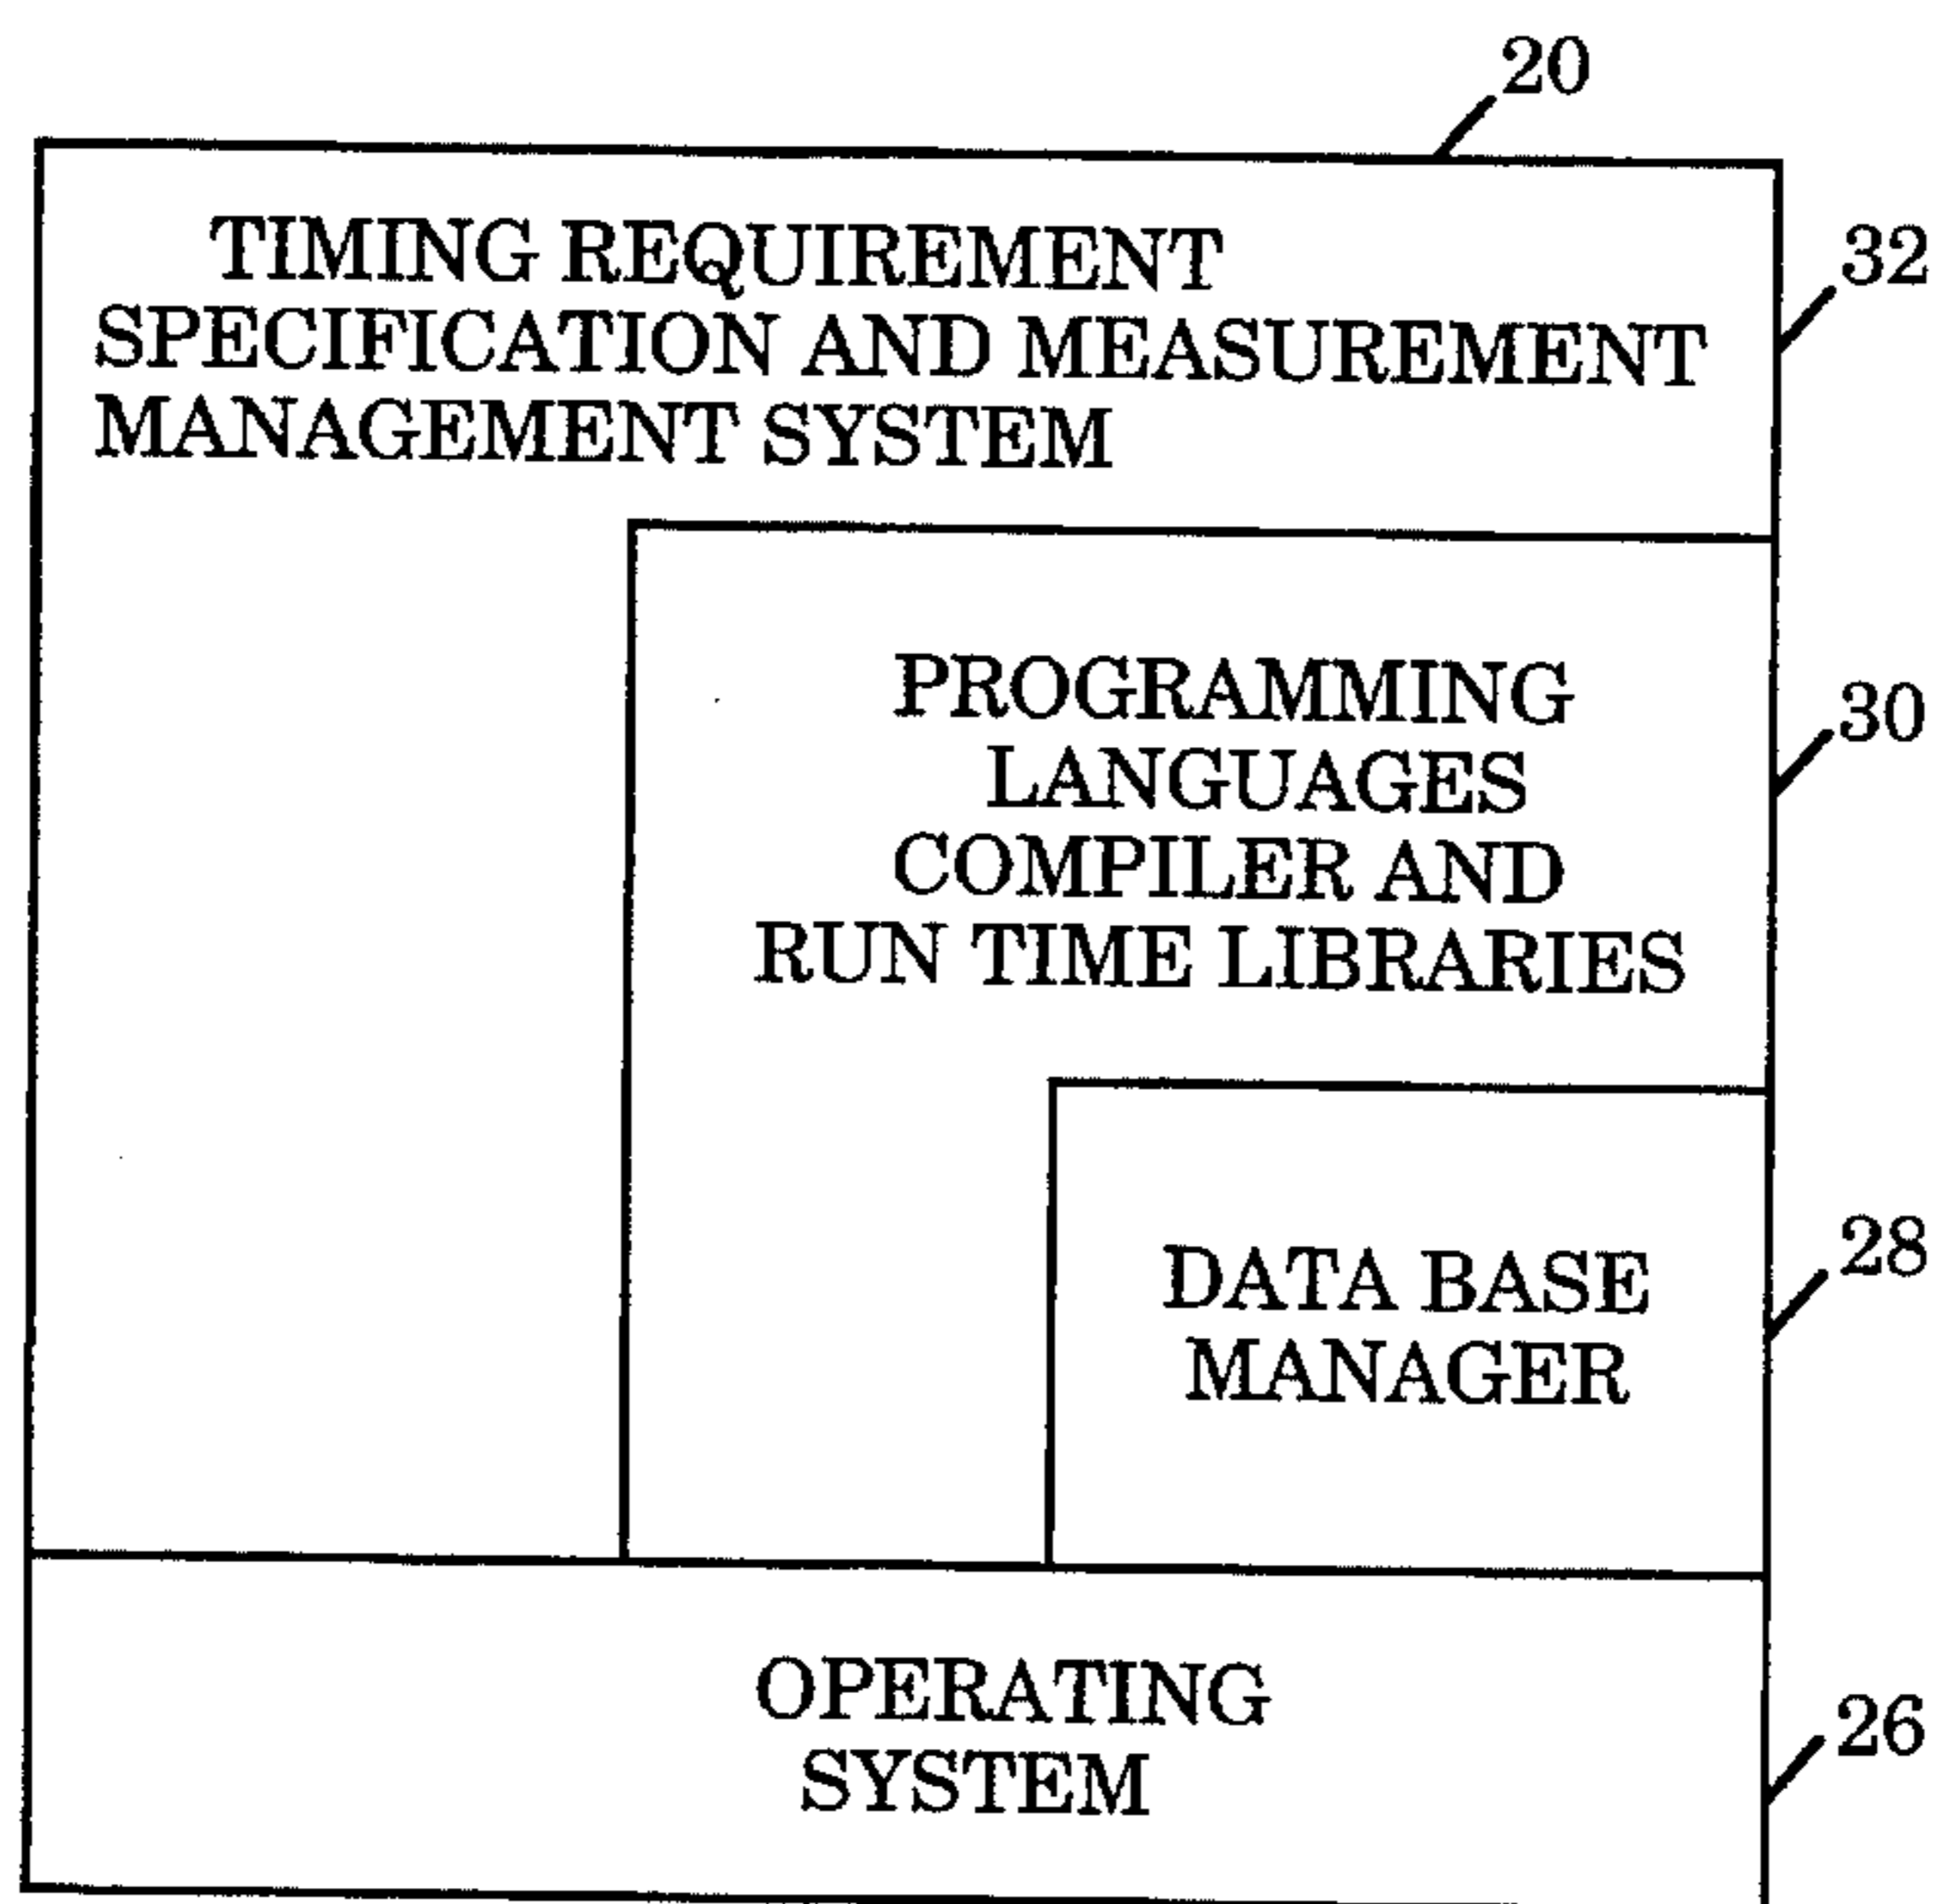 20
TIMING REQUIREMENT
32
SPECIFICATION AND MEASUREMENT
MANAGEMENT SYSTEM
PROGRAMMING
30
LANGUAGES
COMPILER AND
RUN TIME LIBRARIES
28
DATA BASE
MANAGER
OPERATING
26
SYSTEM